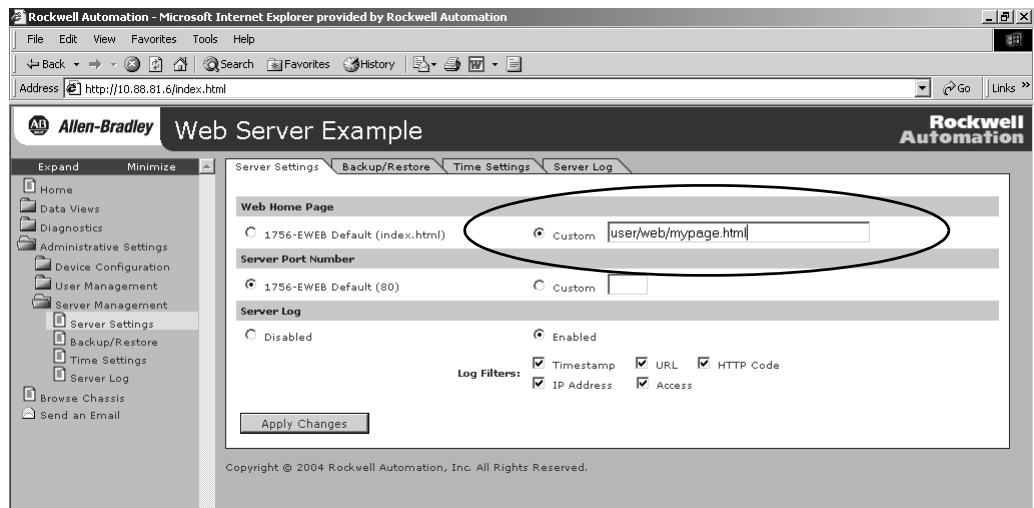 Rockwell Automation - Microsoft Internet Explorer provided by Rockwell Automation
File Edit View Favorites Tools Help
Back Search Favorites History
Address http://10.88.81.6/index.html Go Links »
AB Allen-Bradley Web Server Example Rockwell Automation
Expand Minimize
Home
Data Views
Diagnostics
Administrative Settings
Device Configuration
User Management
Server Management
Server Settings
Backup/Restore
Time Settings
Server Log
Browse Chassis
Send an Email
Server Settings Backup/Restore Time Settings Server Log
Web Home Page
1756-EWEB Default (index.html) Custom user/web/mypage.html
Server Port Number
1756-EWEB Default (80) Custom
Server Log
Disabled Enabled
Log Filters: Timestamp URL HTTP Code
IP Address Access
Apply Changes
Copyright © 2004 Rockwell Automation, Inc. All Rights Reserved.